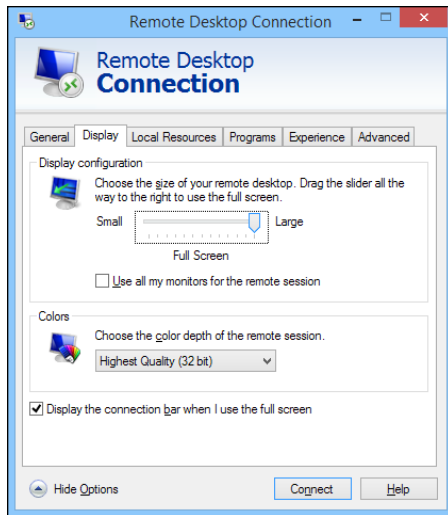 Remote Desktop Connection
Remote Desktop
Connection
General Display Local Resources Programs Experience Advanced
Display configuration
Choose the size of your remote desktop. Drag the slider all the
way to the right to use the full screen.
Small Large
Full Screen
Use all my monitors for the remote session
Colors
Choose the color depth of the remote session.
Highest Quality (32 bit)
Display the connection bar when I use the full screen
Hide Options Connect Help